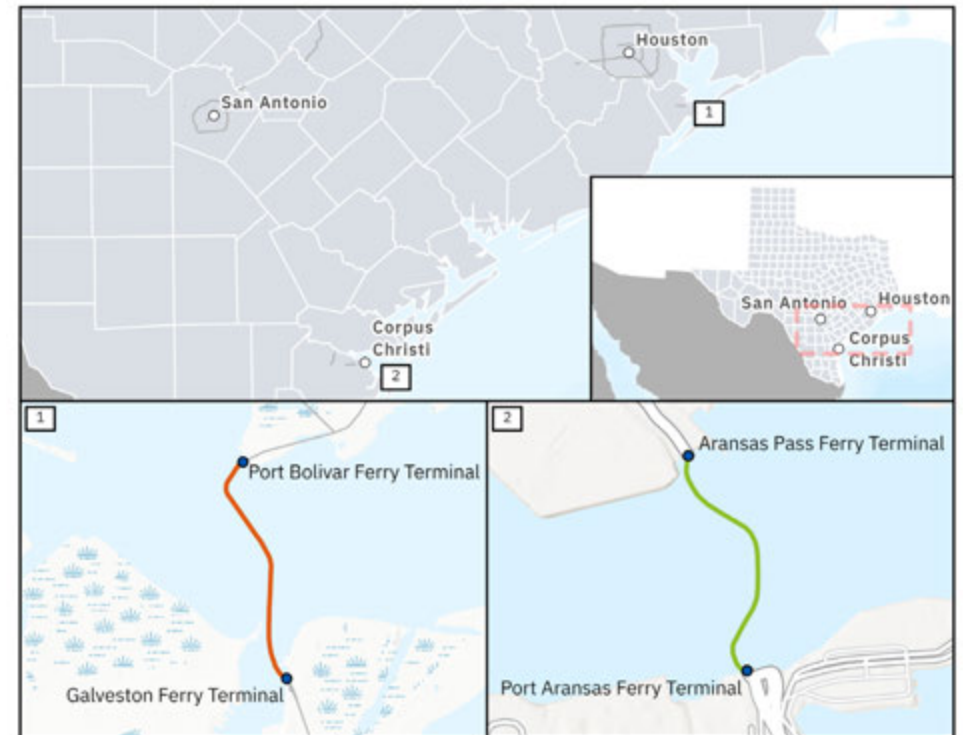 Houston
San Antonio
1
Corpus
Christi
2
San Antonio
Houston
Corpus
Christi
1
Port Bolivar Ferry Terminal
Galveston Ferry Terminal
2
Aransas Pass Ferry Terminal
Port Aransas Ferry Terminal